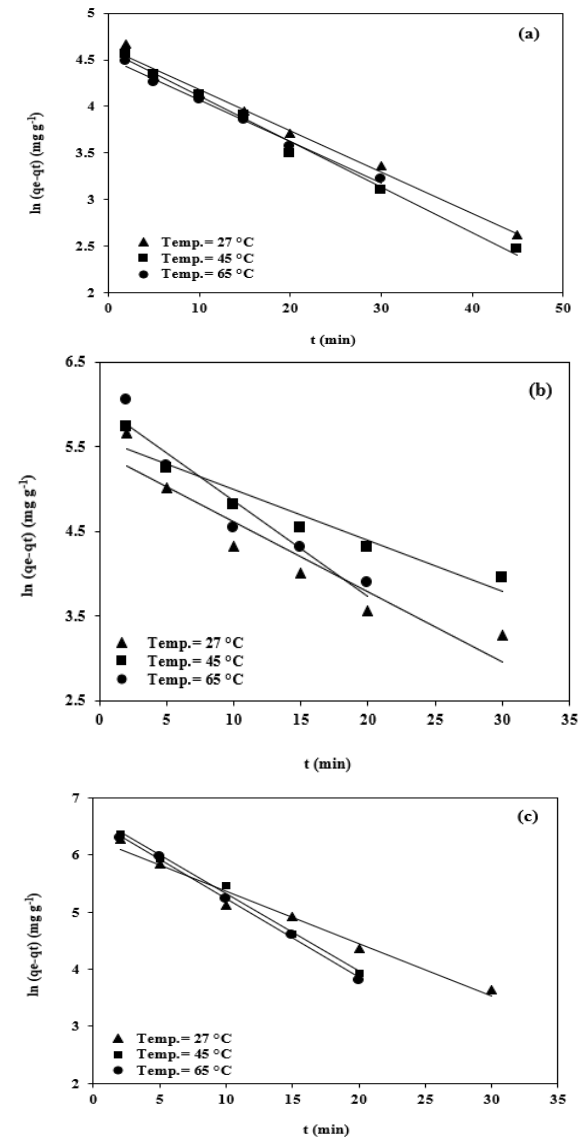 5
(a)
4.5
4
3.5
3
2.5
2
ln (qe-qt) (mg g-1)
Temp.= 27 °C
Temp.= 45 °C
Temp.= 65 °C
0 10 20 30 40 50
t (min)
6.5
(b)
5.5
4.5
3.5
2.5
ln (qe-qt) (mg g-1)
Temp.= 27 °C
Temp.= 45 °C
Temp.= 65 °C
0 5 10 15 20 25 30 35
t (min)
7
(c)
6
5
4
3
2
ln (qe-qt) (mg g-1)
Temp.= 27 °C
Temp.= 45 °C
Temp.= 65 °C
0 5 10 15 20 25 30 35
t (min)